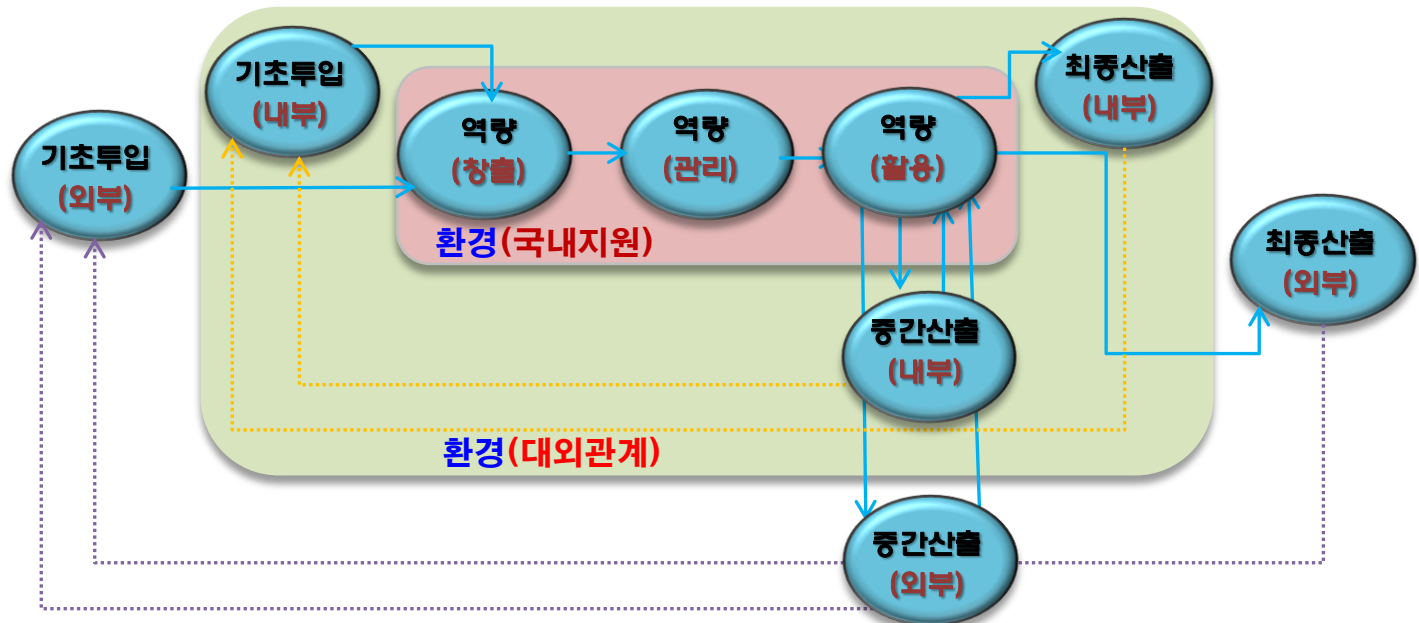 기초투입
(내부)
최종산출
(내부)
역량
(창출)
역량
(관리)
역량
(활용)
기초투입
(외부)
환경(국내지원)
최종산출
(외부)
중간산출
(내부)
환경(대외관계)
중간산출
(외부)